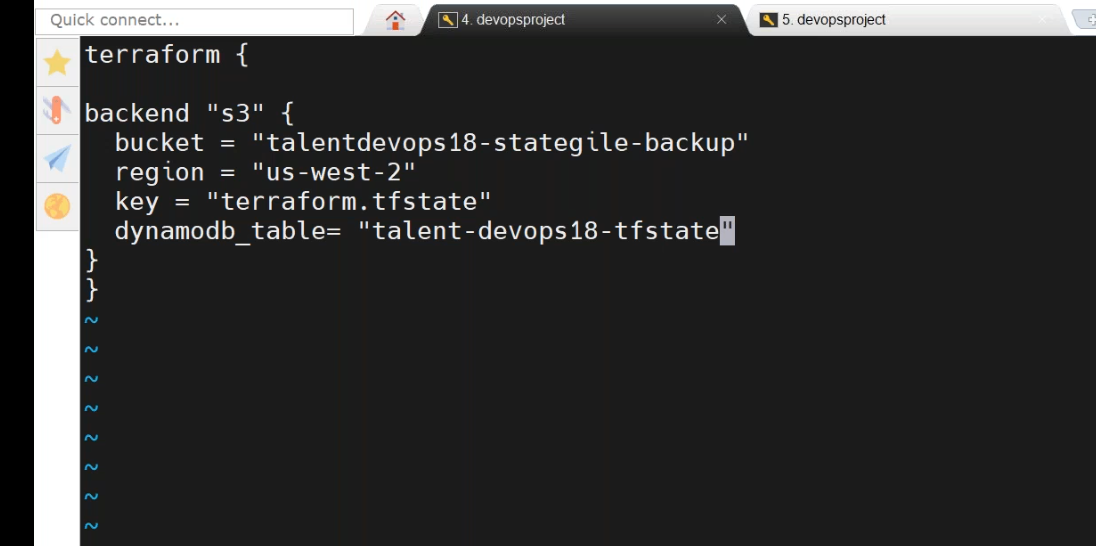 Quick connect...
4. devopsproject
5. devopsproject
terraform {
backend "s3" {
  bucket = "talentdevops18-stategile-backup"
  region = "us-west-2"
  key = "terraform.tfstate"
  dynamodb_table= "talent-devops18-tfstate"
}
}
~
~
~
~
~
~
~
~